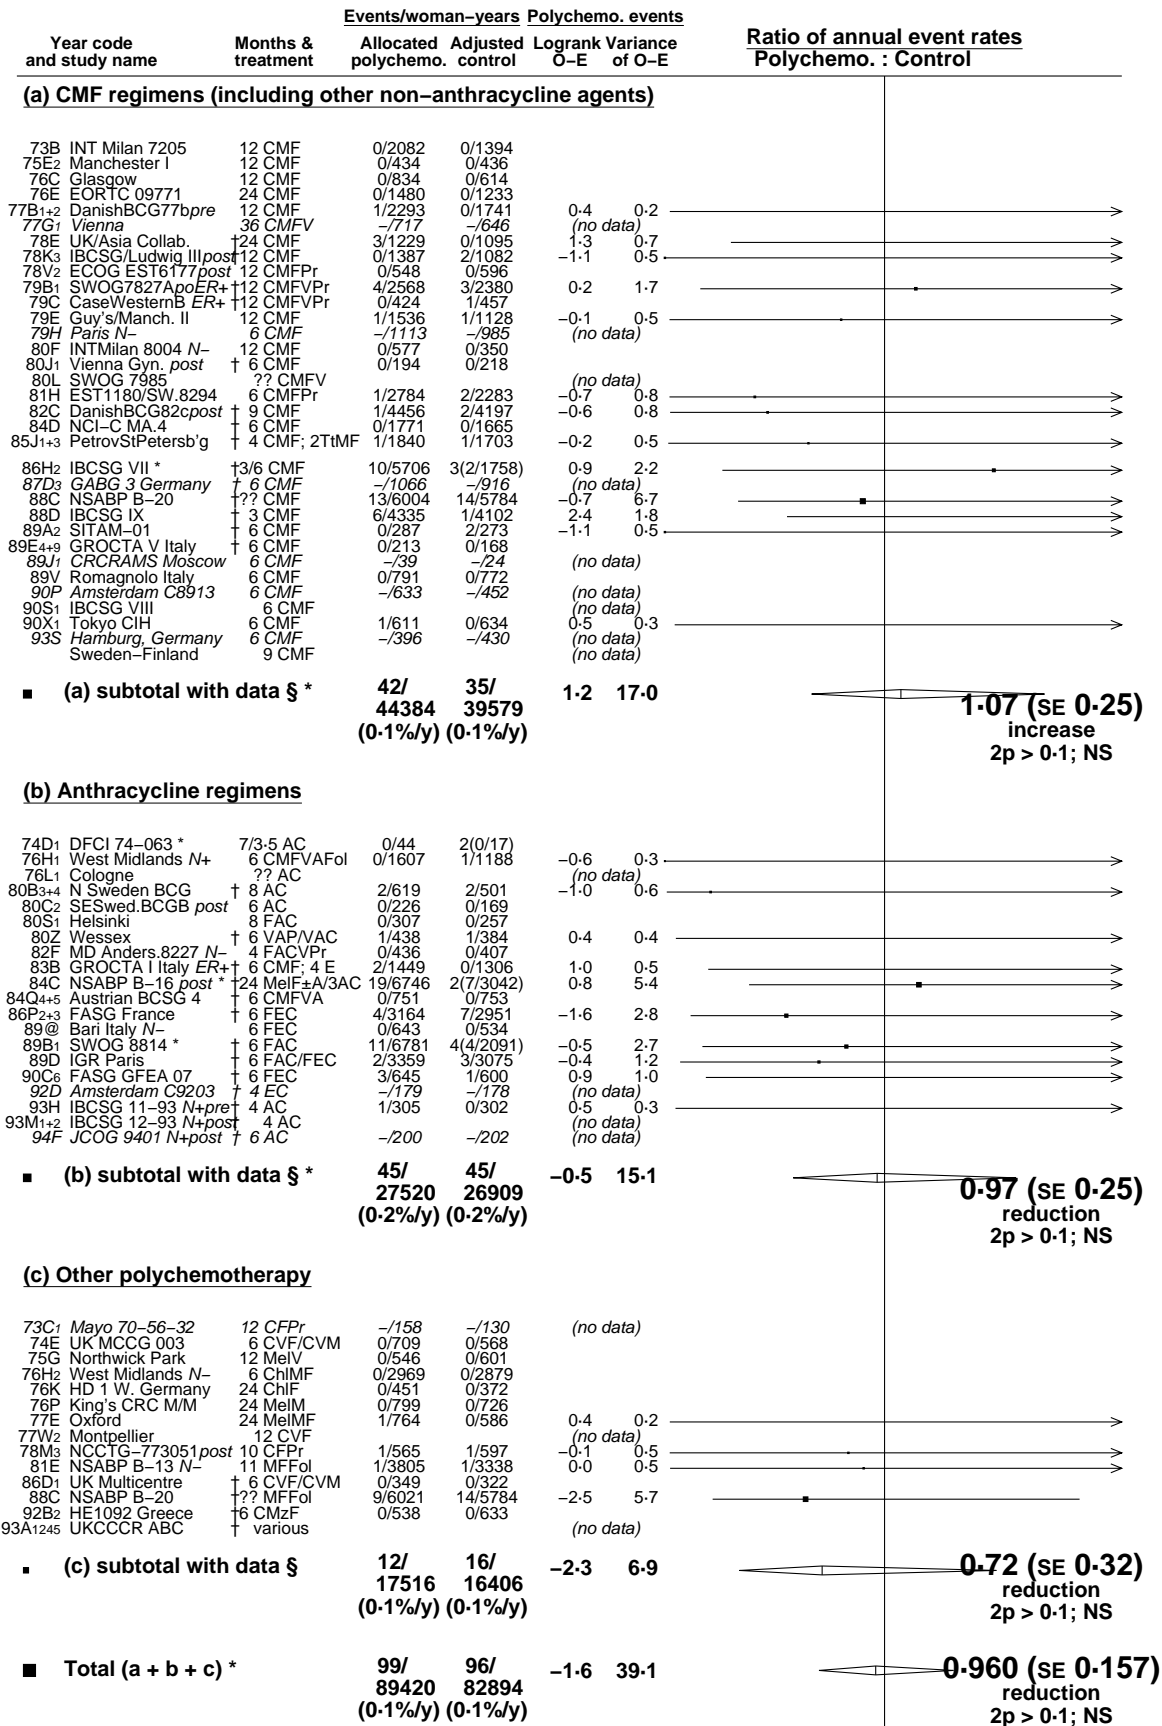 Events/woman−years Polychemo. events
Year code Months & Allocated Adjusted Logrank Variance Ratio of annual event rates
and study name treatment polychemo. control O−E of O−E Polychemo. : Control
(a) CMF regimens (including other non−anthracycline agents)
73B INT Milan 7205 12 CMF 0/2082 0/1394
75E2 Manchester I 12 CMF 0/434 0/436
76C Glasgow 12 CMF 0/834 0/614
76E EORTC 09771 24 CMF 0/1480 0/1233
77B1+2 DanishBCG77bpre 12 CMF 1/2293 0/1741 0·4 0·2
77G1 Vienna 36 CMFV −/717 −/646 (no data)
78E UK/Asia Collab. †24 CMF 3/1229 0/1095 1·3 0·7
78K3 IBCSG/Ludwig IIIpost†12 CMF 0/1387 2/1082 −1·1 0·5
78V2 ECOG EST6177post 12 CMFPr 0/548 0/596
79B1 SWOG7827ApoER+†12 CMFVPr 4/2568 3/2380 0·2 1·7
79C CaseWesternB ER+ †12 CMFVPr 0/424 1/457
79E Guy's/Manch. II 12 CMF 1/1536 1/1128 −0·1 0·5
79H Paris N− 6 CMF −/1113 −/985 (no data)
80F INTMilan 8004 N− 12 CMF 0/577 0/350
80J1 Vienna Gyn. post † 6 CMF 0/194 0/218
80L SWOG 7985 ?? CMFV (no data)
81H EST1180/SW.8294 6 CMFPr 1/2784 2/2283 −0·7 0·8
82C DanishBCG82cpost † 9 CMF 1/4456 2/4197 −0·6 0·8
84D NCI−C MA.4 † 6 CMF 0/1771 0/1665
85J1+3 PetrovStPetersb'g † 4 CMF; 2TtMF 1/1840 1/1703 −0·2 0·5
86H2 IBCSG VII * †3/6 CMF 10/5706 3(2/1758) 0·9 2·2
87D3 GABG 3 Germany † 6 CMF −/1066 −/916 (no data)
88C NSABP B−20 †?? CMF 13/6004 14/5784 −0·7 6·7
88D IBCSG IX † 3 CMF 6/4335 1/4102 2·4 1·8
89A2 SITAM−01 † 6 CMF 0/287 2/273 −1·1 0·5
89E4+9 GROCTA V Italy † 6 CMF 0/213 0/168
89J1 CRCRAMS Moscow 6 CMF −/39 −/24 (no data)
89V Romagnolo Italy 6 CMF 0/791 0/772
90P Amsterdam C8913 6 CMF −/633 −/452 (no data)
90S1 IBCSG VIII 6 CMF (no data)
90X1 Tokyo CIH 6 CMF 1/611 0/634 0·5 0·3
93S Hamburg, Germany 6 CMF −/396 −/430 (no data)
Sweden−Finland 9 CMF (no data)
(a) subtotal with data § * 42/ 35/ 1·2 17·0
44384 39579 1·07 (SE 0·25)
(0·1%/y) (0·1%/y) increase
2p > 0·1; NS
(b) Anthracycline regimens
74D1 DFCI 74−063 * 7/3·5 AC 0/44 2(0/17)
76H1 West Midlands N+ 6 CMFVAFol 0/1607 1/1188 −0·6 0·3
76L1 Cologne ?? AC (no data)
80B3+4 N Sweden BCG † 8 AC 2/619 2/501 −1·0 0·6
80C2 SESwed.BCGB post 6 AC 0/226 0/169
80S1 Helsinki 8 FAC 0/307 0/257
80Z Wessex † 6 VAP/VAC 1/438 1/384 0·4 0·4
82F MD Anders.8227 N− 4 FACVPr 0/436 0/407
83B GROCTA I Italy ER+† 6 CMF; 4 E 2/1449 0/1306 1·0 0·5
84C NSABP B−16 post * †24 MelF±A/3AC 19/6746 2(7/3042) 0·8 5·4
84Q4+5 Austrian BCSG 4 † 6 CMFVA 0/751 0/753
86P2+3 FASG France † 6 FEC 4/3164 7/2951 −1·6 2·8
89@ Bari Italy N− 6 FEC 0/643 0/534
89B1 SWOG 8814 * † 6 FAC 11/6781 4(4/2091) −0·5 2·7
89D IGR Paris † 6 FAC/FEC 2/3359 3/3075 −0·4 1·2
90C6 FASG GFEA 07 † 6 FEC 3/645 1/600 0·9 1·0
92D Amsterdam C9203 † 4 EC −/179 −/178 (no data)
93H IBCSG 11−93 N+pre† 4 AC 1/305 0/302 0·5 0·3
93M1+2 IBCSG 12−93 N+post† 4 AC (no data)
94F JCOG 9401 N+post † 6 AC −/200 −/202 (no data)
(b) subtotal with data § * 45/ 45/ −0·5 15·1
27520 26909 0·97 (SE 0·25)
(0·2%/y) (0·2%/y) reduction
2p > 0·1; NS
(c) Other polychemotherapy
73C1 Mayo 70−56−32 12 CFPr −/158 −/130 (no data)
74E UK MCCG 003 6 CVF/CVM 0/709 0/568
75G Northwick Park 12 MelV 0/546 0/601
76H2 West Midlands N− 6 ChlMF 0/2969 0/2879
76K HD 1 W. Germany 24 ChlF 0/451 0/372
76P King's CRC M/M 24 MelM 0/799 0/726
77E Oxford 24 MelMF 1/764 0/586 0·4 0·2
77W2 Montpellier 12 CVF (no data)
78M3 NCCTG−773051post 10 CFPr 1/565 1/597 −0·1 0·5
81E NSABP B−13 N− 11 MFFol 1/3805 1/3338 0·0 0·5
86D1 UK Multicentre † 6 CVF/CVM 0/349 0/322
88C NSABP B−20 †?? MFFol 9/6021 14/5784 −2·5 5·7
92B2 HE1092 Greece †6 CMzF 0/538 0/633
93A1245 UKCCCR ABC † various (no data)
(c) subtotal with data § 12/ 16/ −2·3 6·9 0·72 (SE 0·32)
17516 16406 reduction
(0·1%/y) (0·1%/y) 2p > 0·1; NS
Total (a + b + c) * 99/ 96/ −1·6 39·1 0·960 (SE 0·157)
89420 82894 reduction
(0·1%/y) (0·1%/y) 2p > 0·1; NS